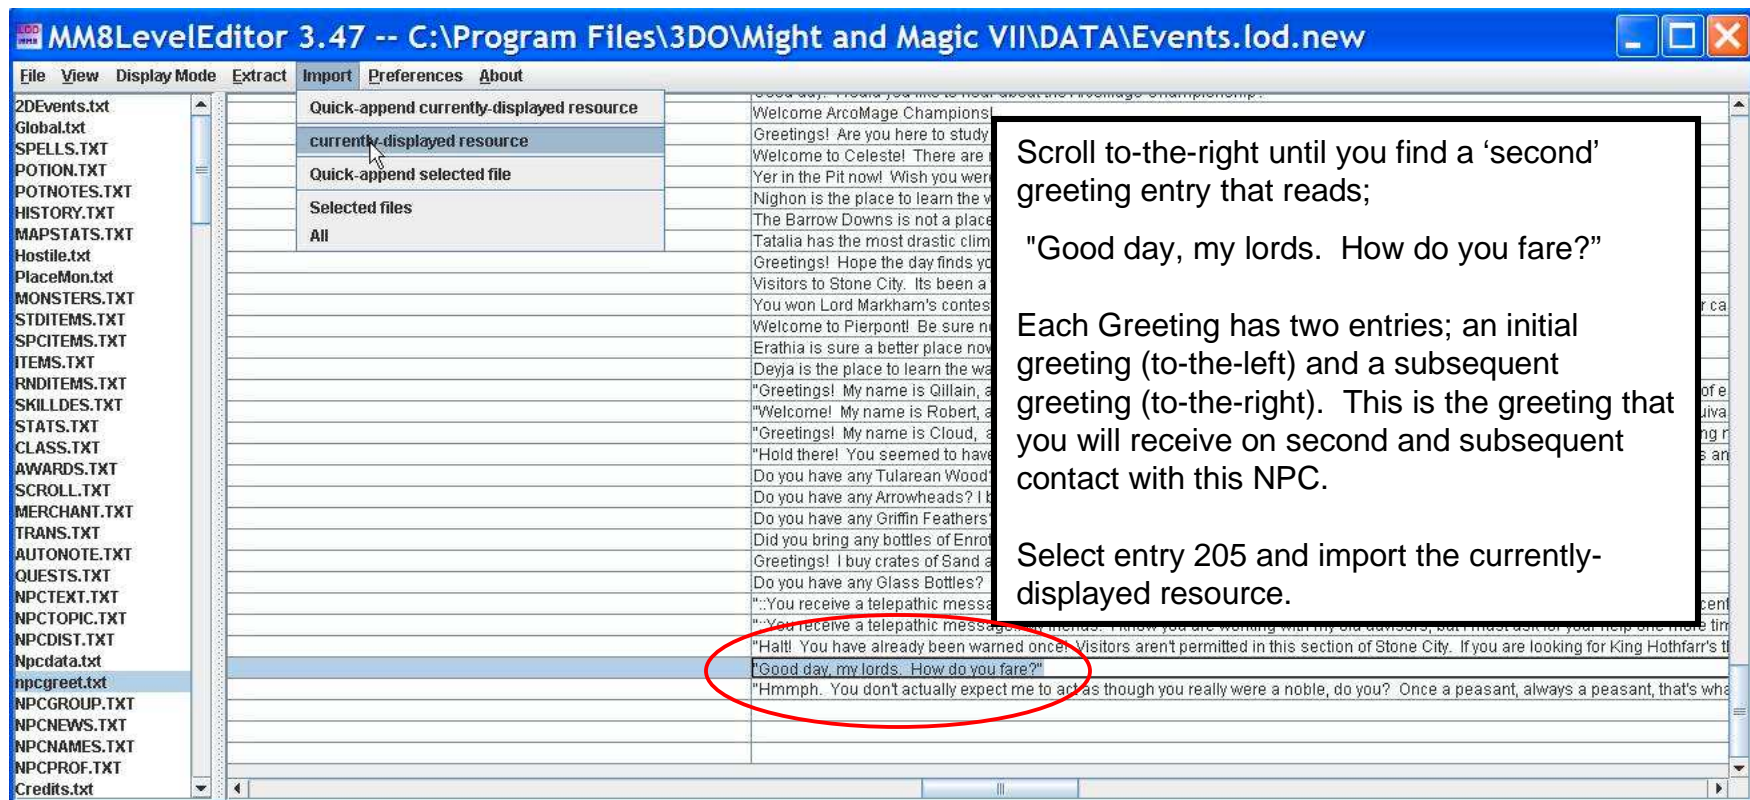 MM8LevelEditor 3.47 -- C:\Program Files\3DO\Might and Magic VII\DATA\Events.lod.new
File View Display Mode Extract Import Preferences About
2DEvents.txt
Global.txt
SPELLS.TXT
POTION.TXT
POTNOTES.TXT
HISTORY.TXT
MAPSTATS.TXT
Hostile.txt
PlaceMon.txt
MONSTERS.TXT
STDITEMS.TXT
SPCITEMS.TXT
ITEMS.TXT
RNDITEMS.TXT
SKILLDES.TXT
STATS.TXT
CLASS.TXT
AWARDS.TXT
SCROLL.TXT
MERCHANT.TXT
TRANS.TXT
AUTONOTE.TXT
QUESTS.TXT
NPCTEXT.TXT
NPCTOPIC.TXT
NPCDIST.TXT
Npcdata.txt
npcgreet.txt
NPCGROUP.TXT
NPCNEWS.TXT
NPCNAMES.TXT
NPCPROF.TXT
Credits.txt
Quick-append currently-displayed resource
currently-displayed resource
Quick-append selected file
Selected files
All
Welcome ArcoMage Champions!
Greetings! Are you here to study
Welcome to Celeste! There are
Yer in the Pit now! Wish you were
Nighon is the place to learn the
The Barrow Downs is not a place
Tatalia has the most drastic clim
Greetings! Hope the day finds yo
Visitors to Stone City. Its been a
You won Lord Markham's contes
Welcome to Pierpont! Be sure
Erathia is sure a better place now
Deyja is the place to learn the wa
"Greetings! My name is Qillain, a
"Welcome! My name is Robert, a
"Greetings! My name is Cloud, a
"Hold there! You seemed to have
Do you have any Tularean Wood
Do you have any Arrowheads? I
Do you have any Griffin Feathers
Did you bring any bottles of Enrot
Greetings! I buy crates of Sand a
Do you have any Glass Bottles?
"::You receive a telepathic messa
"::You receive a telepathic message
"Halt! You have already been warned once! Visitors aren't permitted in this section of Stone City. If you are looking for King Hothfarr's t
"Good day, my lords. How do you fare?"
"Hmmph. You don't actually expect me to act as though you really were a noble, do you? Once a peasant, always a peasant, that's wha
Scroll to-the-right until you find a ‘second’
greeting entry that reads;
"Good day, my lords. How do you fare?”
Each Greeting has two entries; an initial
greeting (to-the-left) and a subsequent
greeting (to-the-right). This is the greeting that
you will receive on second and subsequent
contact with this NPC.
Select entry 205 and import the currently-
displayed resource.